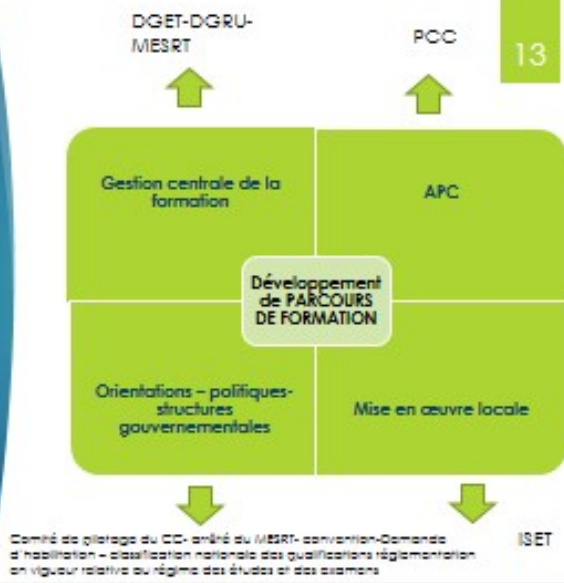 DGET-DGRU-
MESRT
PCC
13
Gestion centrale de la
formation
APC
Développement
de PARCOURS
DE FORMATION
Orientations – politiques-
structures
gouvernementales
Mise en œuvre locale
Comité de pilotage du CC- arrêté du MESRT- convention-Demande
d'habilitation – classification nationale des qualifications réglementation
en vigueur relative au régime des études et des examens
ISET